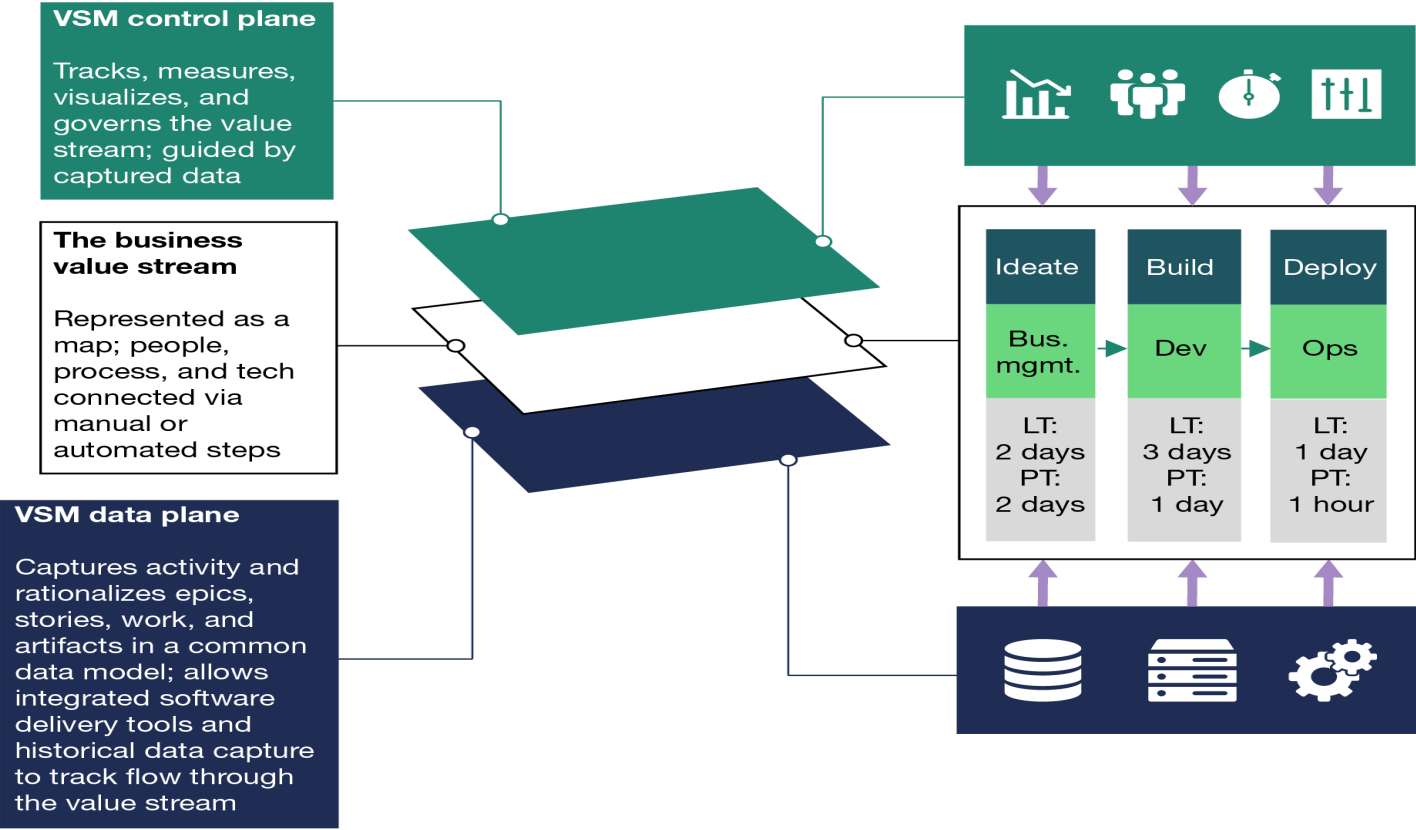 VSM control plane
Tracks, measures,
visualizes, and
governs the value
stream; guided by
captured data
The business
value stream
Represented as a
map; people,
process, and tech
connected via
manual or
automated steps
VSM data plane
Captures activity and
rationalizes epics,
stories, work, and
artifacts in a common
data model; allows
integrated software
delivery tools and
historical data capture
to track flow through
the value stream
Ideate
Bus.
mgmt.
LT:
2 days
PT:
2 days
Build
Dev
LT:
3 days
PT:
1 day
Deploy
Ops
LT:
1 day
PT:
1 hour